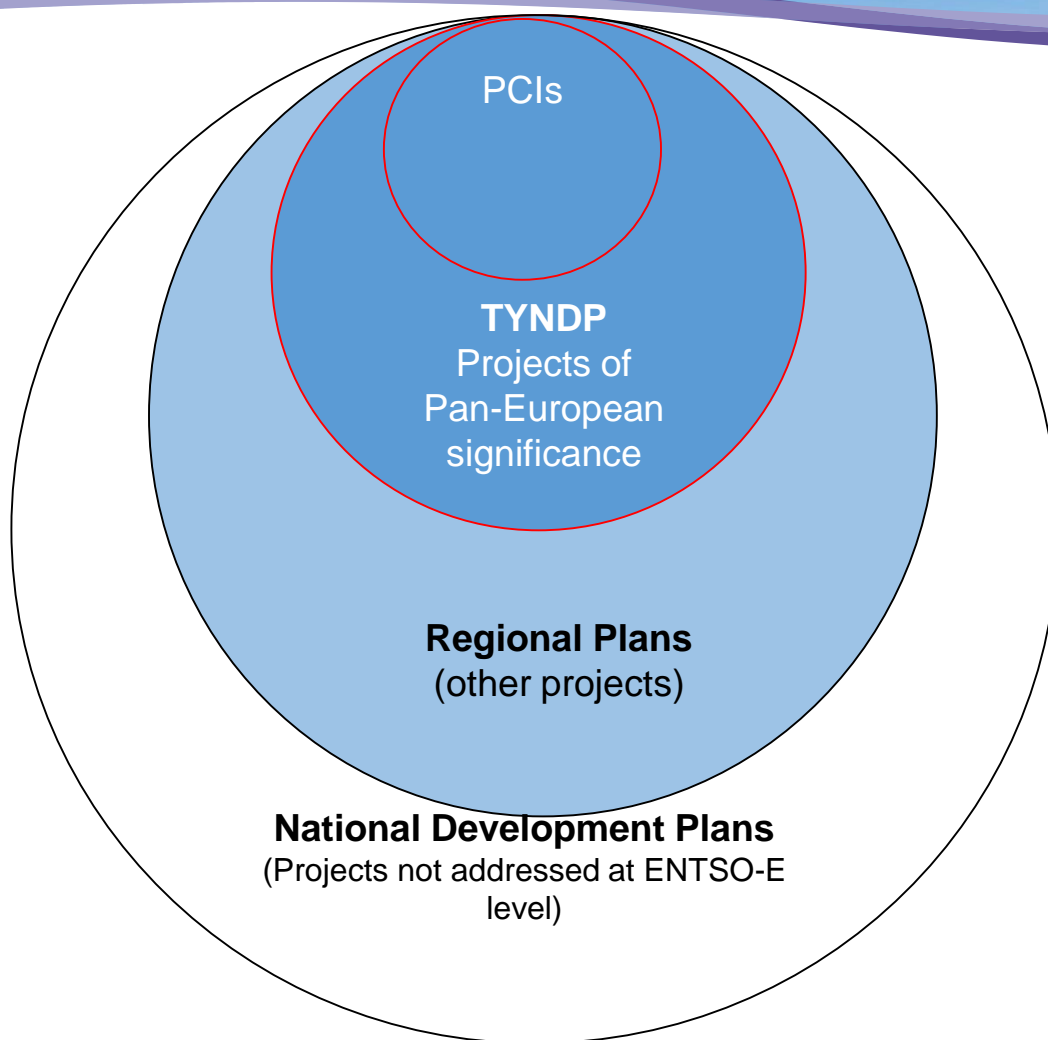 PCIs
TYNDP
Projects of
Pan-European
significance
Regional Plans
(other projects)
National Development Plans
(Projects not addressed at ENTSO-E
level)